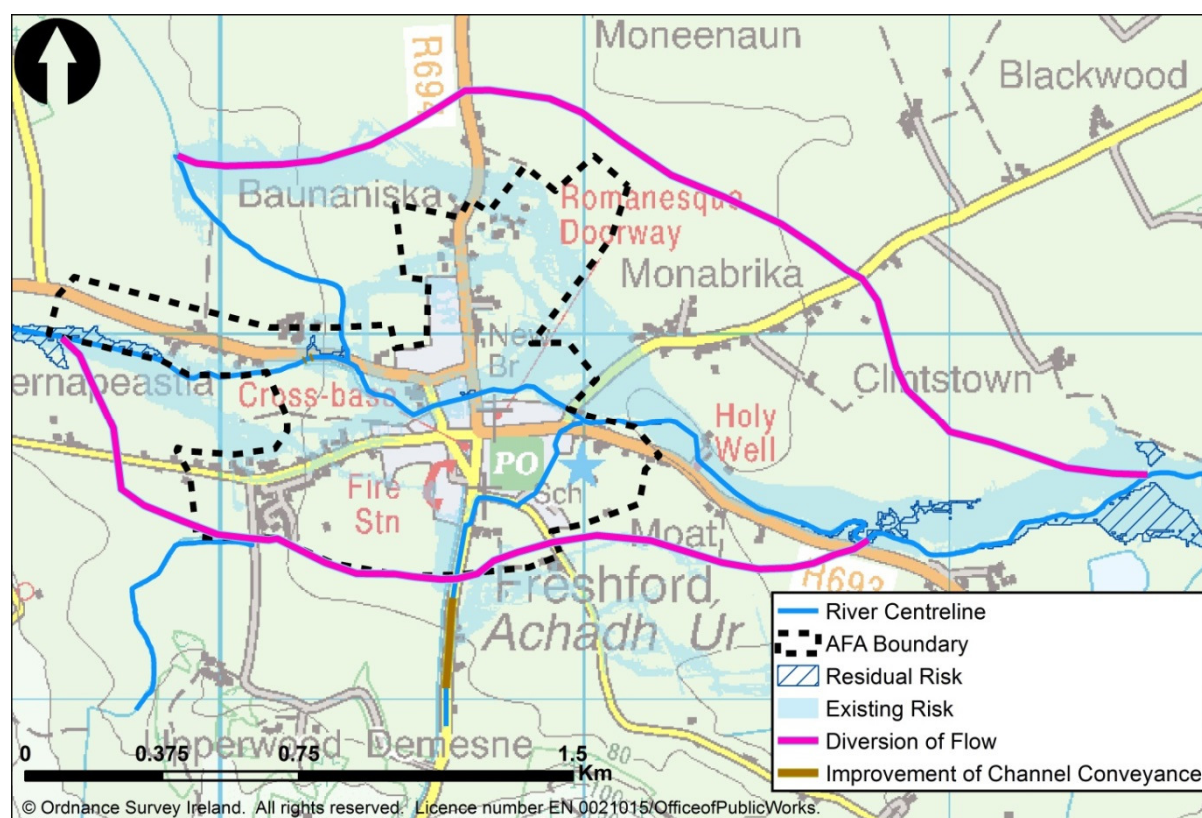 Moneenaun
R694
Blackwood
Baunaniska
Romanesque
Doorway
Monabrika
New
Br
ernapeastia
Cross-base
Clintstown
Holy
Well
PO
Fire
Stn
Sch
Moat
R693
Freshford
Achadh Úr
Upperwood Demesne
80
100
River Centreline
AFA Boundary
Residual Risk
Existing Risk
Diversion of Flow
Improvement of Channel Conveyance
0 0.375 0.75 1.5
Km
© Ordnance Survey Ireland. All rights reserved. Licence number EN 0021015/OfficeofPublicWorks.